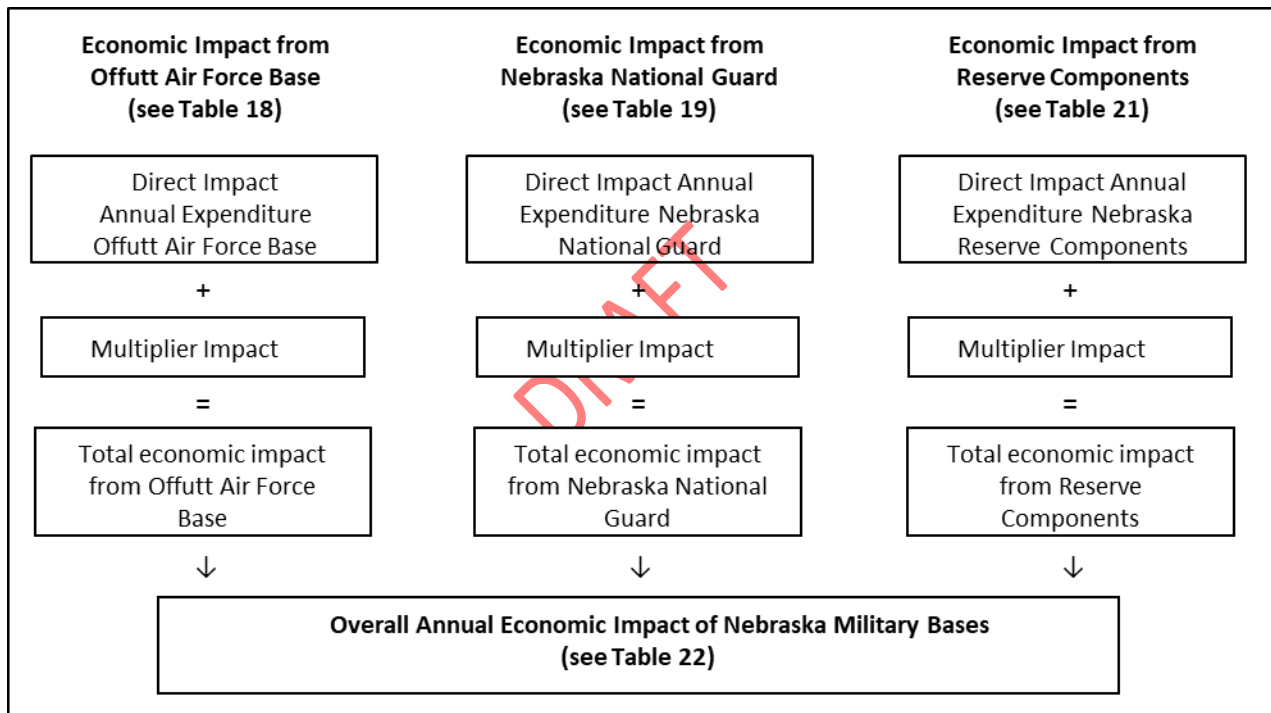 Economic Impact from
Offutt Air Force Base
(see Table 18)
Direct Impact
Annual Expenditure
Offutt Air Force Base
+
Multiplier Impact
=
Total economic impact
from Offutt Air Force
Base
↓
Economic Impact from
Nebraska National Guard
(see Table 19)
Direct Impact Annual
Expenditure Nebraska
National Guard
+
Multiplier Impact
=
Total economic impact
from Nebraska National
Guard
↓
Economic Impact from
Reserve Components
(see Table 21)
Direct Impact Annual
Expenditure Nebraska
Reserve Components
+
Multiplier Impact
=
Total economic impact
from Reserve
Components
↓
Overall Annual Economic Impact of Nebraska Military Bases
(see Table 22)
DRAFT